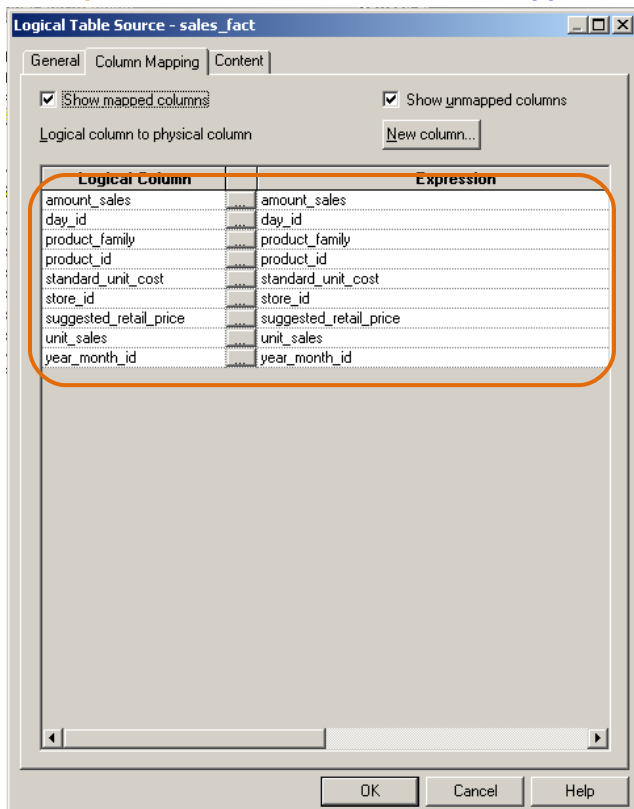 Logical Table Source - sales_fact
General Column Mapping Content
Show mapped columns Show unmapped columns
Logical column to physical column New column...
Logical Column Expression
amount_sales ... amount_sales
day_id ... day_id
product_family ... product_family
product_id ... product_id
standard_unit_cost ... standard_unit_cost
store_id ... store_id
suggested_retail_price ... suggested_retail_price
unit_sales ... unit_sales
year_month_id ... year_month_id
OK Cancel Help